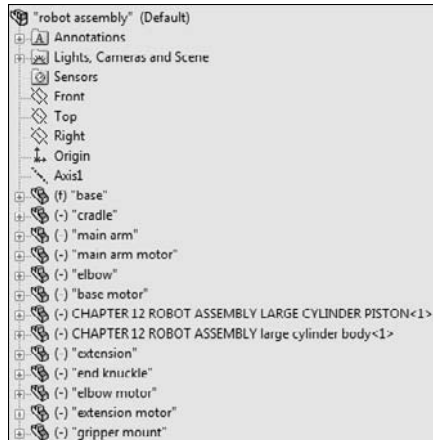 "robot assembly" (Default)
Annotations
Lights, Cameras and Scene
Sensors
Front
Top
Right
Origin
Axis1
(f) "base"
(-) "cradle"
(-) "main arm"
(-) "main arm motor"
(-) "elbow"
(-) "base motor"
(-) CHAPTER 12 ROBOT ASSEMBLY LARGE CYLINDER PISTON<1>
(-) CHAPTER 12 ROBOT ASSEMBLY large cylinder body<1>
(-) "extension"
(-) "end knuckle"
(-) "elbow motor"
(-) "extension motor"
(-) "gripper mount"